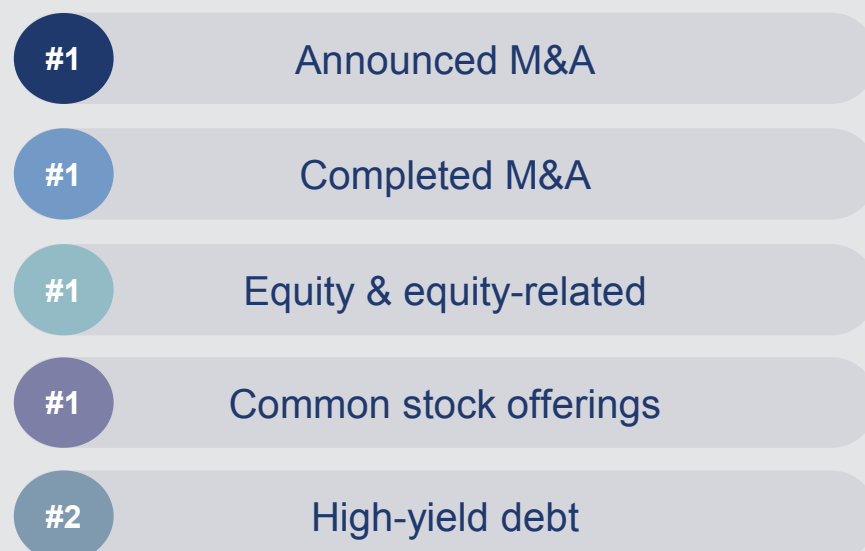 #1 Announced M&A
#1 Completed M&A
#1 Equity & equity-related
#1 Common stock offerings
#2 High-yield debt